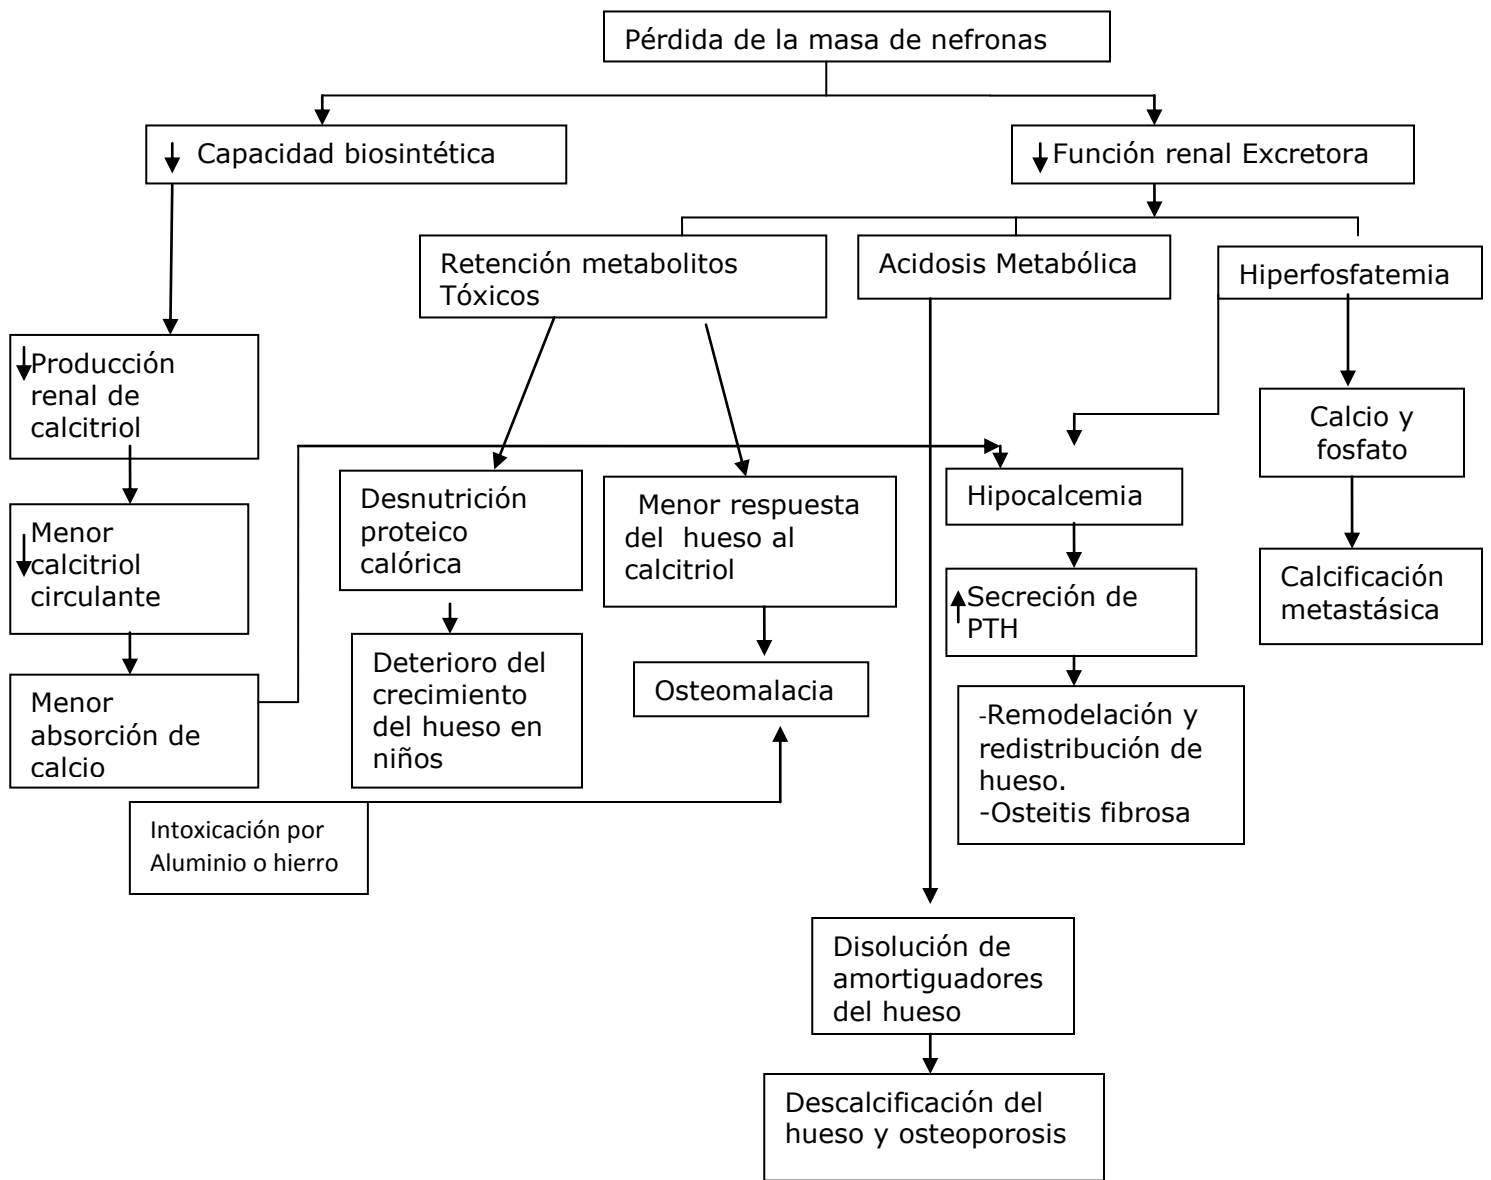 Pérdida de la masa de nefronas
↓ Capacidad biosintética
↓Función renal Excretora
Retención metabolitos
Tóxicos
Acidosis Metabólica
Hiperfosfatemia
↓Producción
renal de
calcitriol
Calcio y
fosfato
Desnutrición
proteico
calórica
Menor respuesta
del hueso al
calcitriol
Hipocalcemia
↓Menor
calcitriol
circulante
Calcificación
metastásica
↑Secreción de
PTH
Deterioro del
crecimiento
del hueso en
niños
Osteomalacia
Menor
absorción de
calcio
-Remodelación y
redistribución de
hueso.
-Osteitis fibrosa
Intoxicación por
Aluminio o hierro
Disolución de
amortiguadores
del hueso
Descalcificación del
hueso y osteoporosis